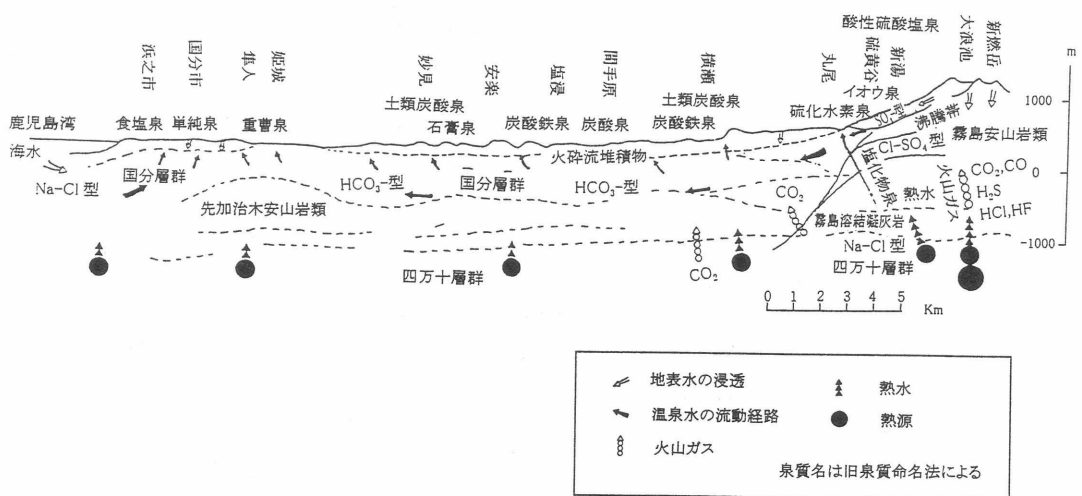 酸性硫酸塩泉
浜之市
国分市
隼人
姫城
妙見
安楽
塩浸
間手原
横瀬
丸尾
硫黄谷
新湯
大浪池
新燃岳
m
土類炭酸泉
土類炭酸泉
イオウ泉
1000
鹿児島湾
食塩泉
単純泉
重曹泉
石膏泉
炭酸鉄泉
炭酸泉
炭酸鉄泉
硫化水素泉
SO₄型
沸騰帯
霧島安山岩類
海水
火砕流堆積物
Cl-SO₄型
Na-Cl 型
国分層群
HCO₃-型
国分層群
HCO₃-型
CO₂
塩化物泉
熱水
火山ガス
CO₂,CO
H₂S
HCl,HF
0
先加治木安山岩類
霧島溶結凝灰岩
Na-Cl 型
-1000
CO₂
四万十層群
四万十層群
0 1 2 3 4 5
Km
地表水の浸透
熱水
温泉水の流動経路
熱源
火山ガス
泉質名は旧泉質命名法による